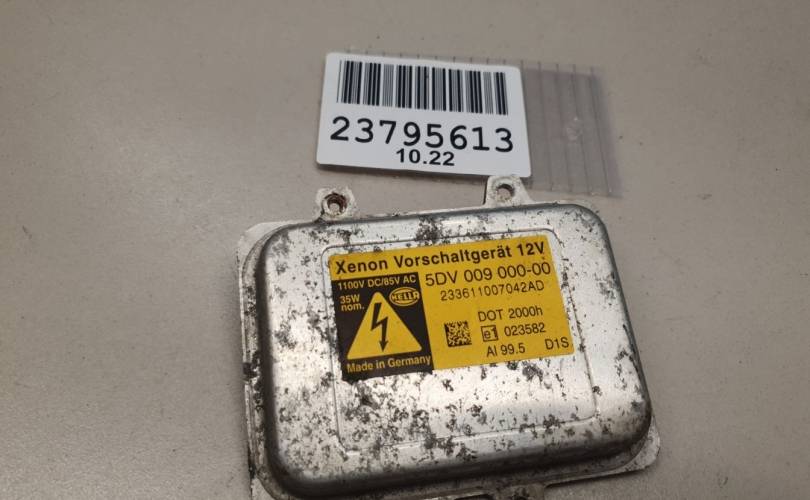 23795613
10.22
Xenon Vorschaltgerät 12V
1100V DC/85V AC
35W
nom.
HELLA
Made in Germany
5DV 009 000-00
233611007042AD
DOT 2000h
e1 023582
Al 99.5 D1S